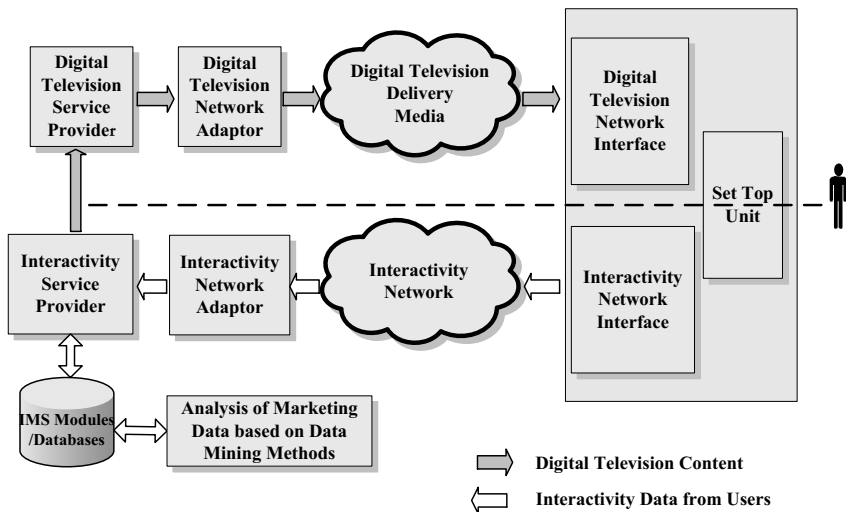 Digital
Television
Service
Provider
Digital
Television
Network
Adaptor
Digital Television
Delivery
Media
Digital
Television
Network
Interface
Set Top
Unit
Interactivity
Service
Provider
Interactivity
Network
Adaptor
Interactivity
Network
Interactivity
Network
Interface
IMS Modules
/Databases
Analysis of Marketing
Data based on Data
Mining Methods
Digital Television Content
Interactivity Data from Users